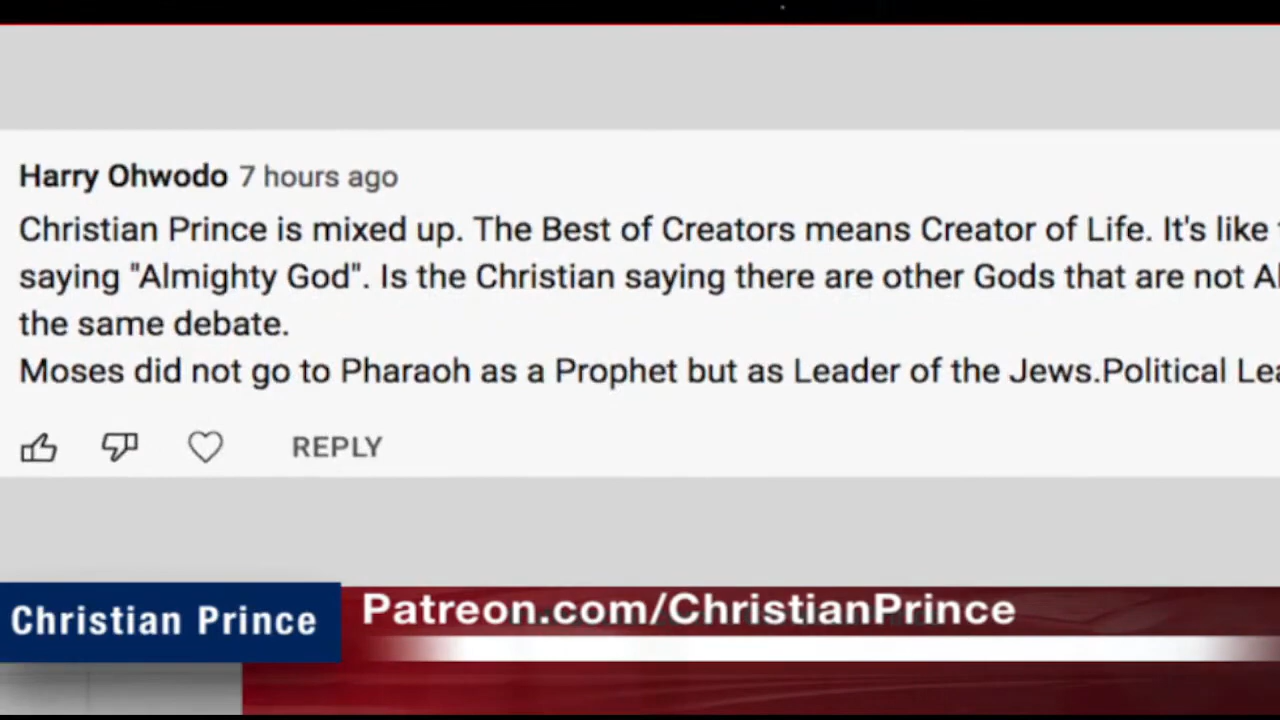 Harry Ohwodo 7 hours ago
Christian Prince is mixed up. The Best of Creators means Creator of Life. It's like
saying "Almighty God". Is the Christian saying there are other Gods that are not
the same debate.
Moses did not go to Pharaoh as a Prophet but as Leader of the Jews.Political
REPLY
Christian Prince
Patreon.com/ChristianPrince